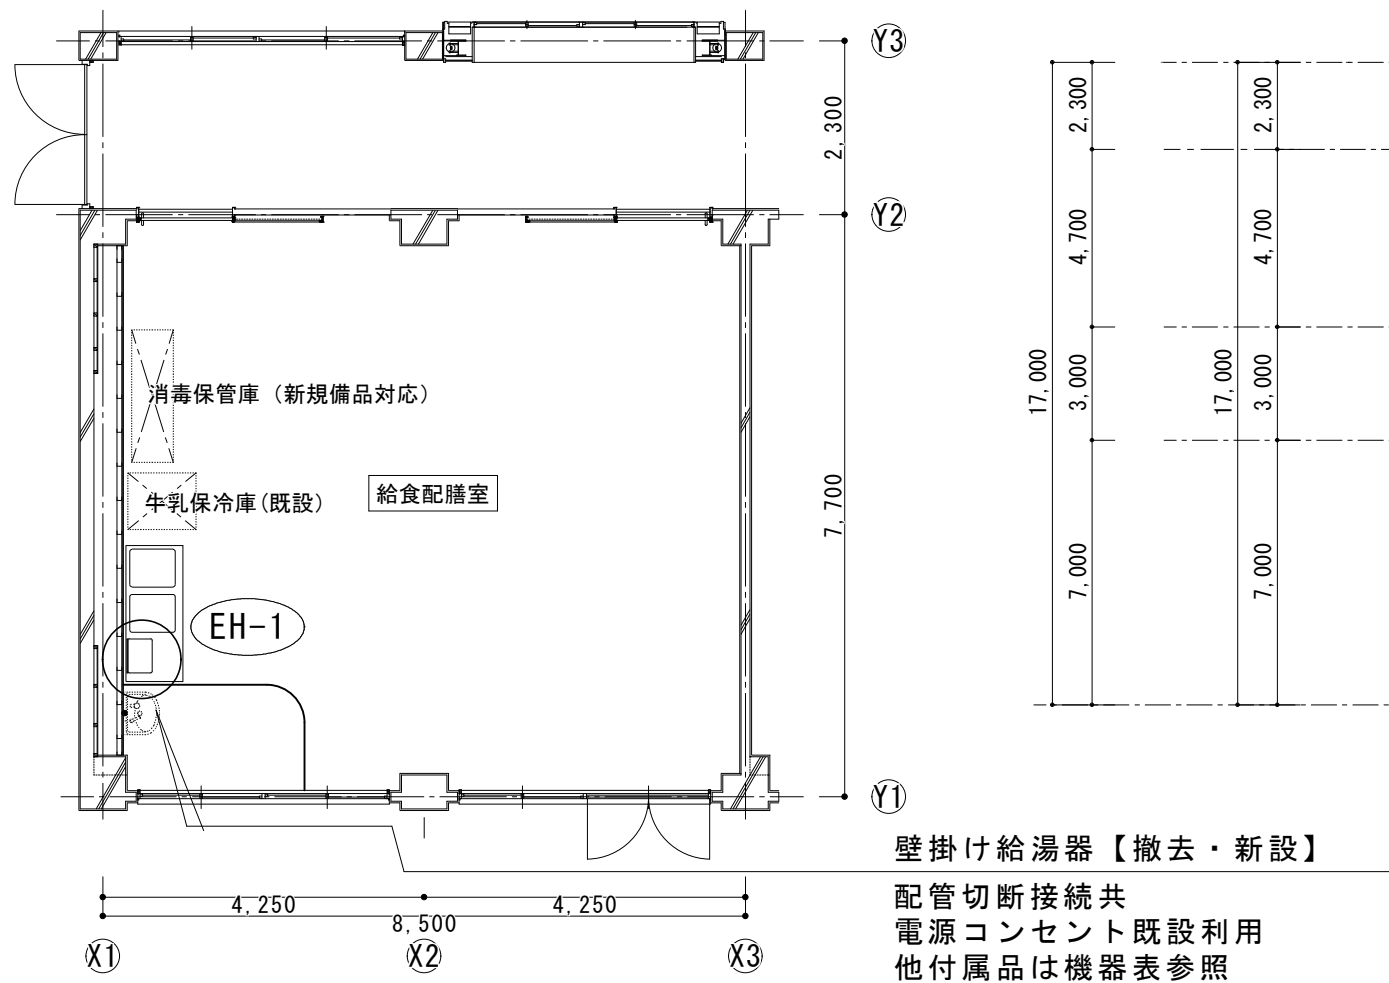 Y3
2,300
Y2
消毒保管庫（新規備品対応）
牛乳保冷庫(既設)
給食配膳室
7,700
EH-1
Y1
4,250
4,250
8,500
X1
X2
X3
2,300
4,700
3,000
17,000
7,000
2,300
4,700
3,000
17,000
7,000
壁掛け給湯器【撤去・新設】
配管切断接続共
電源コンセント既設利用
他付属品は機器表参照